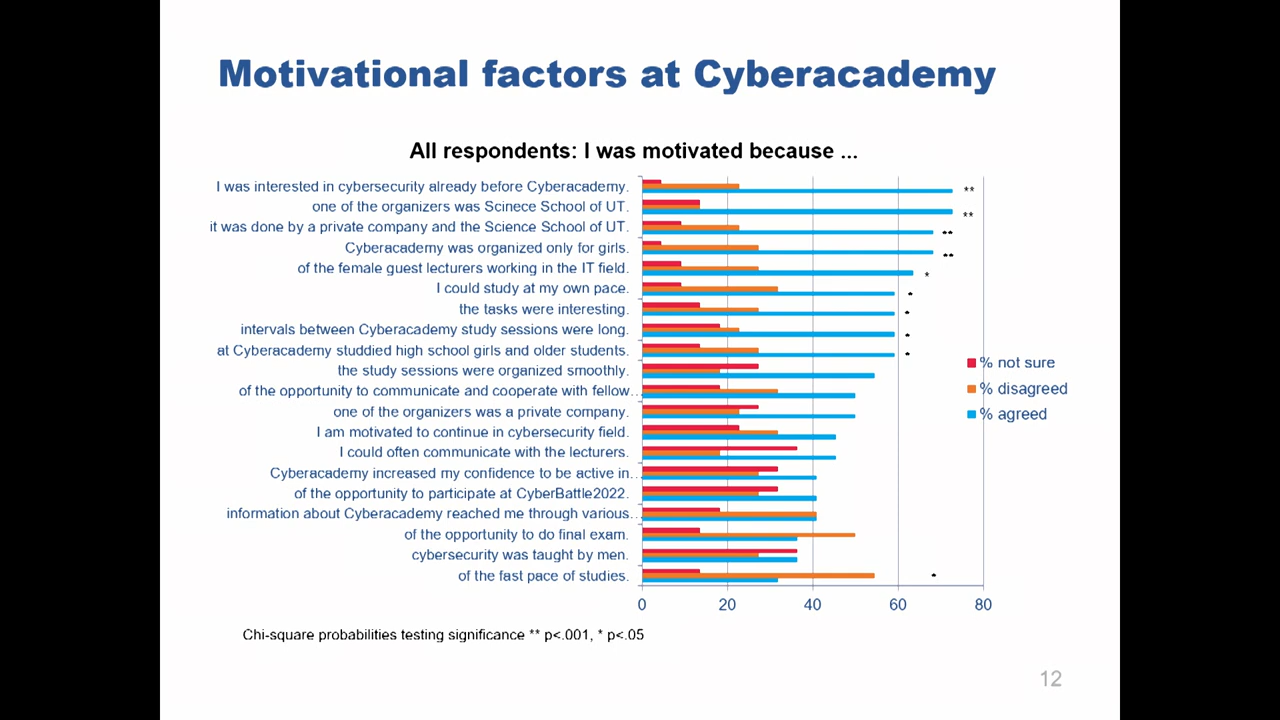 Motivational factors at Cyberacademy
All respondents: I was motivated because ...
I was interested in cybersecurity already before Cyberacademy. **
one of the organizers was Scinece School of UT. **
it was done by a private company and the Science School of UT. **
Cyberacademy was organized only for girls. **
of the female guest lecturers working in the IT field. *
I could study at my own pace. *
the tasks were interesting. *
intervals between Cyberacademy study sessions were long. *
at Cyberacademy studdied high school girls and older students. *
the study sessions were organized smoothly.
of the opportunity to communicate and cooperate with fellow...
one of the organizers was a private company.
I am motivated to continue in cybersecurity field.
I could often communicate with the lecturers.
Cyberacademy increased my confidence to be active in...
of the opportunity to participate at CyberBattle2022.
information about Cyberacademy reached me through various...
of the opportunity to do final exam.
cybersecurity was taught by men.
of the fast pace of studies. *
% not sure
% disagreed
% agreed
0 20 40 60 80
Chi-square probabilities testing significance ** p<.001, * p<.05
12